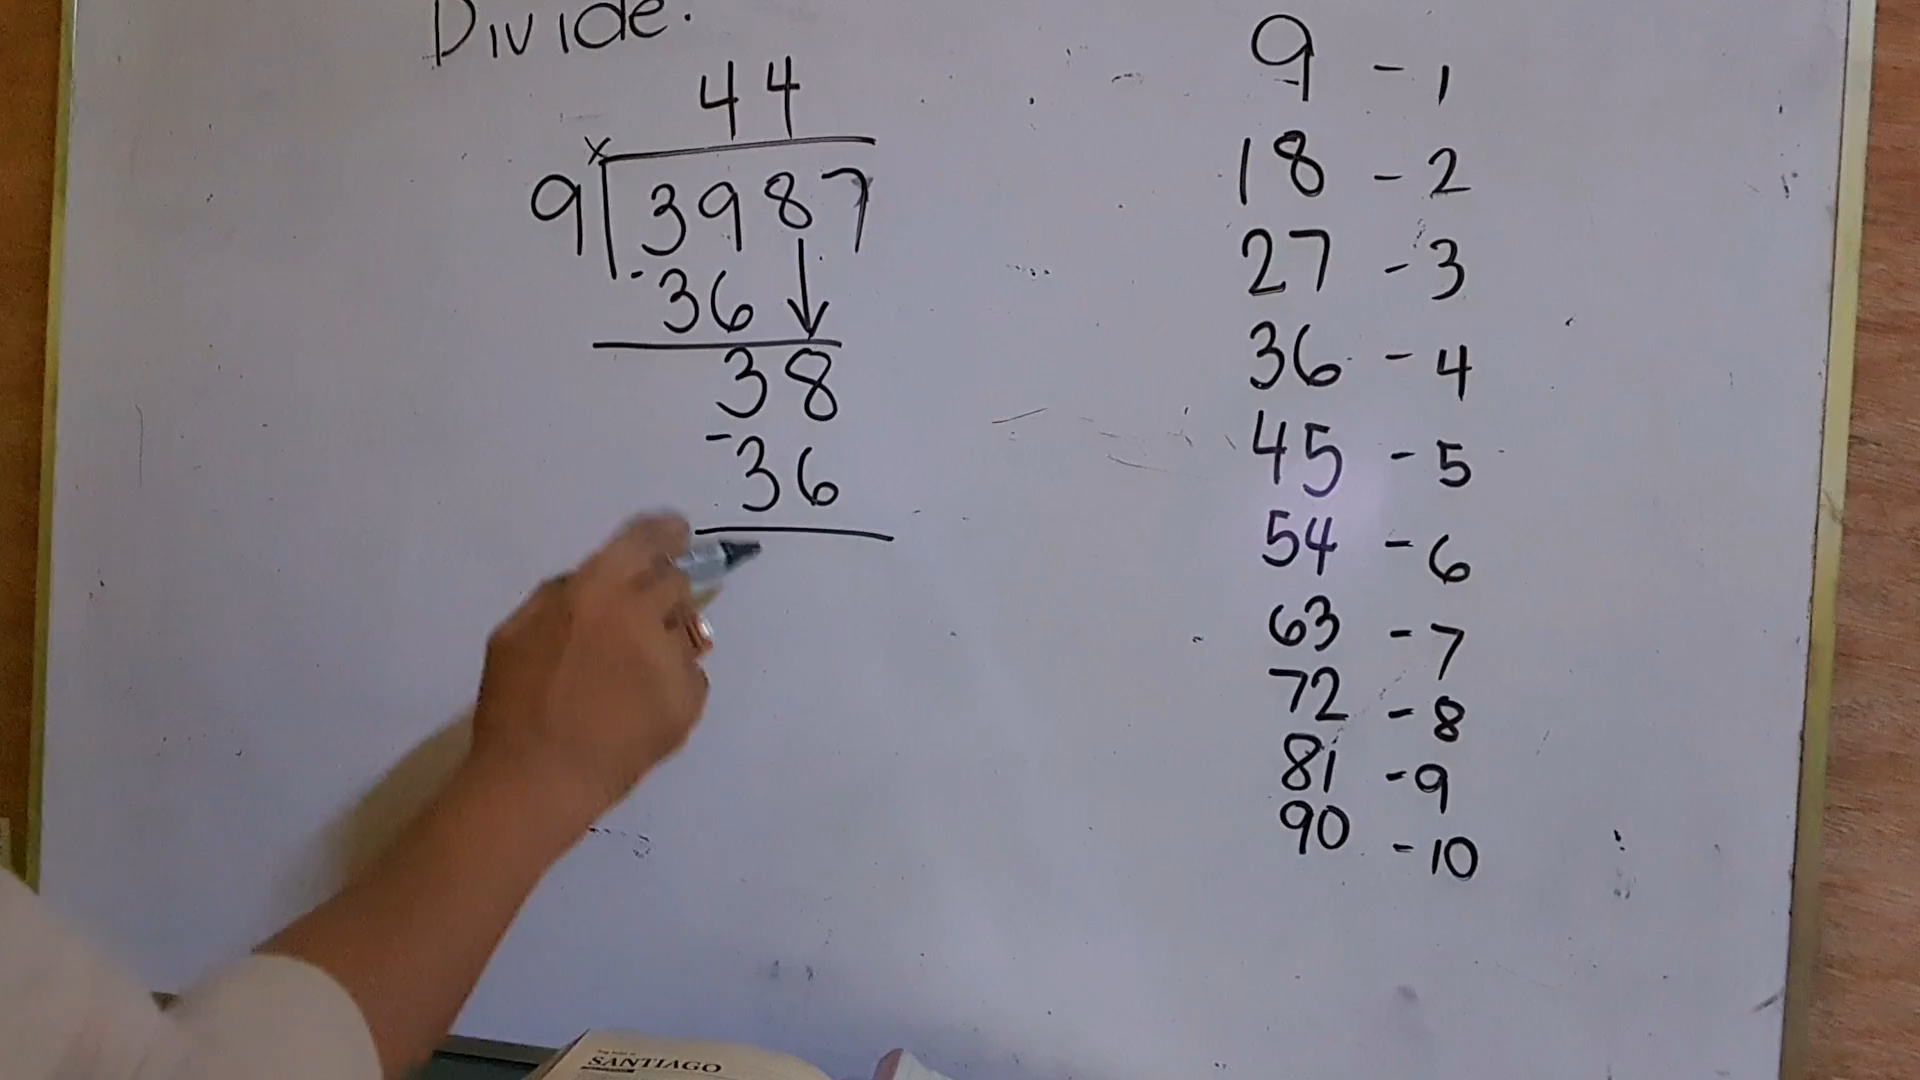 Divide.
44
9 3987
- 36
38
- 36
9 - 1
18 - 2
27 - 3
36 - 4
45 - 5
54 - 6
63 - 7
72 - 8
81 - 9
90 - 10
SANTIAGO